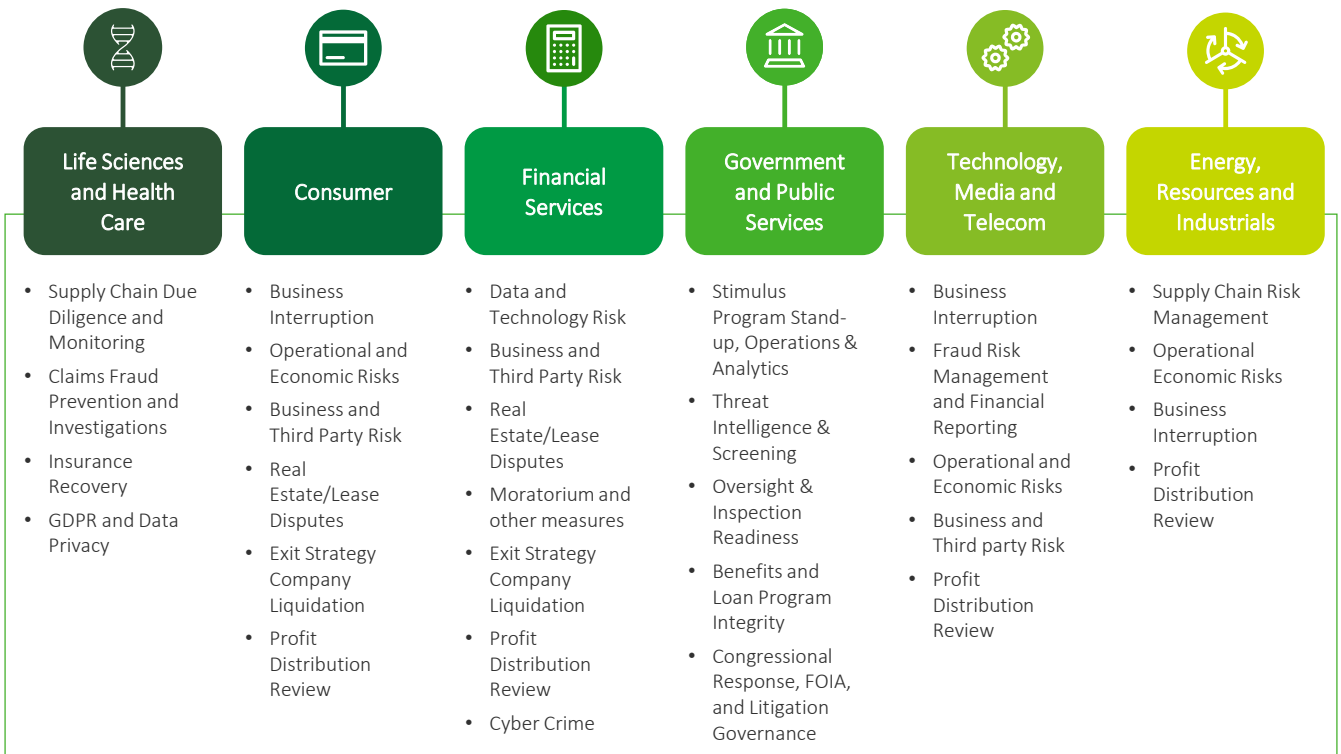 Life Sciences
and Health
Care
Consumer
Financial
Services
Government
and Public
Services
Technology,
Media and
Telecom
Energy,
Resources and
Industrials
• Supply Chain Due
Diligence and
Monitoring
• Claims Fraud
Prevention and
Investigations
• Insurance
Recovery
• GDPR and Data
Privacy
• Business
Interruption
• Operational and
Economic Risks
• Business and
Third Party Risk
• Real
Estate/Lease
Disputes
• Exit Strategy
Company
Liquidation
• Profit
Distribution
Review
• Data and
Technology Risk
• Business and
Third Party Risk
• Real
Estate/Lease
Disputes
• Moratorium and
other measures
• Exit Strategy
Company
Liquidation
• Profit
Distribution
Review
• Cyber Crime
• Stimulus
Program Stand-
up, Operations &
Analytics
• Threat
Intelligence &
Screening
• Oversight &
Inspection
Readiness
• Benefits and
Loan Program
Integrity
• Congressional
Response, FOIA,
and Litigation
Governance
• Business
Interruption
• Fraud Risk
Management
and Financial
Reporting
• Operational and
Economic Risks
• Business and
Third party Risk
• Profit
Distribution
Review
• Supply Chain Risk
Management
• Operational
Economic Risks
• Business
Interruption
• Profit
Distribution
Review